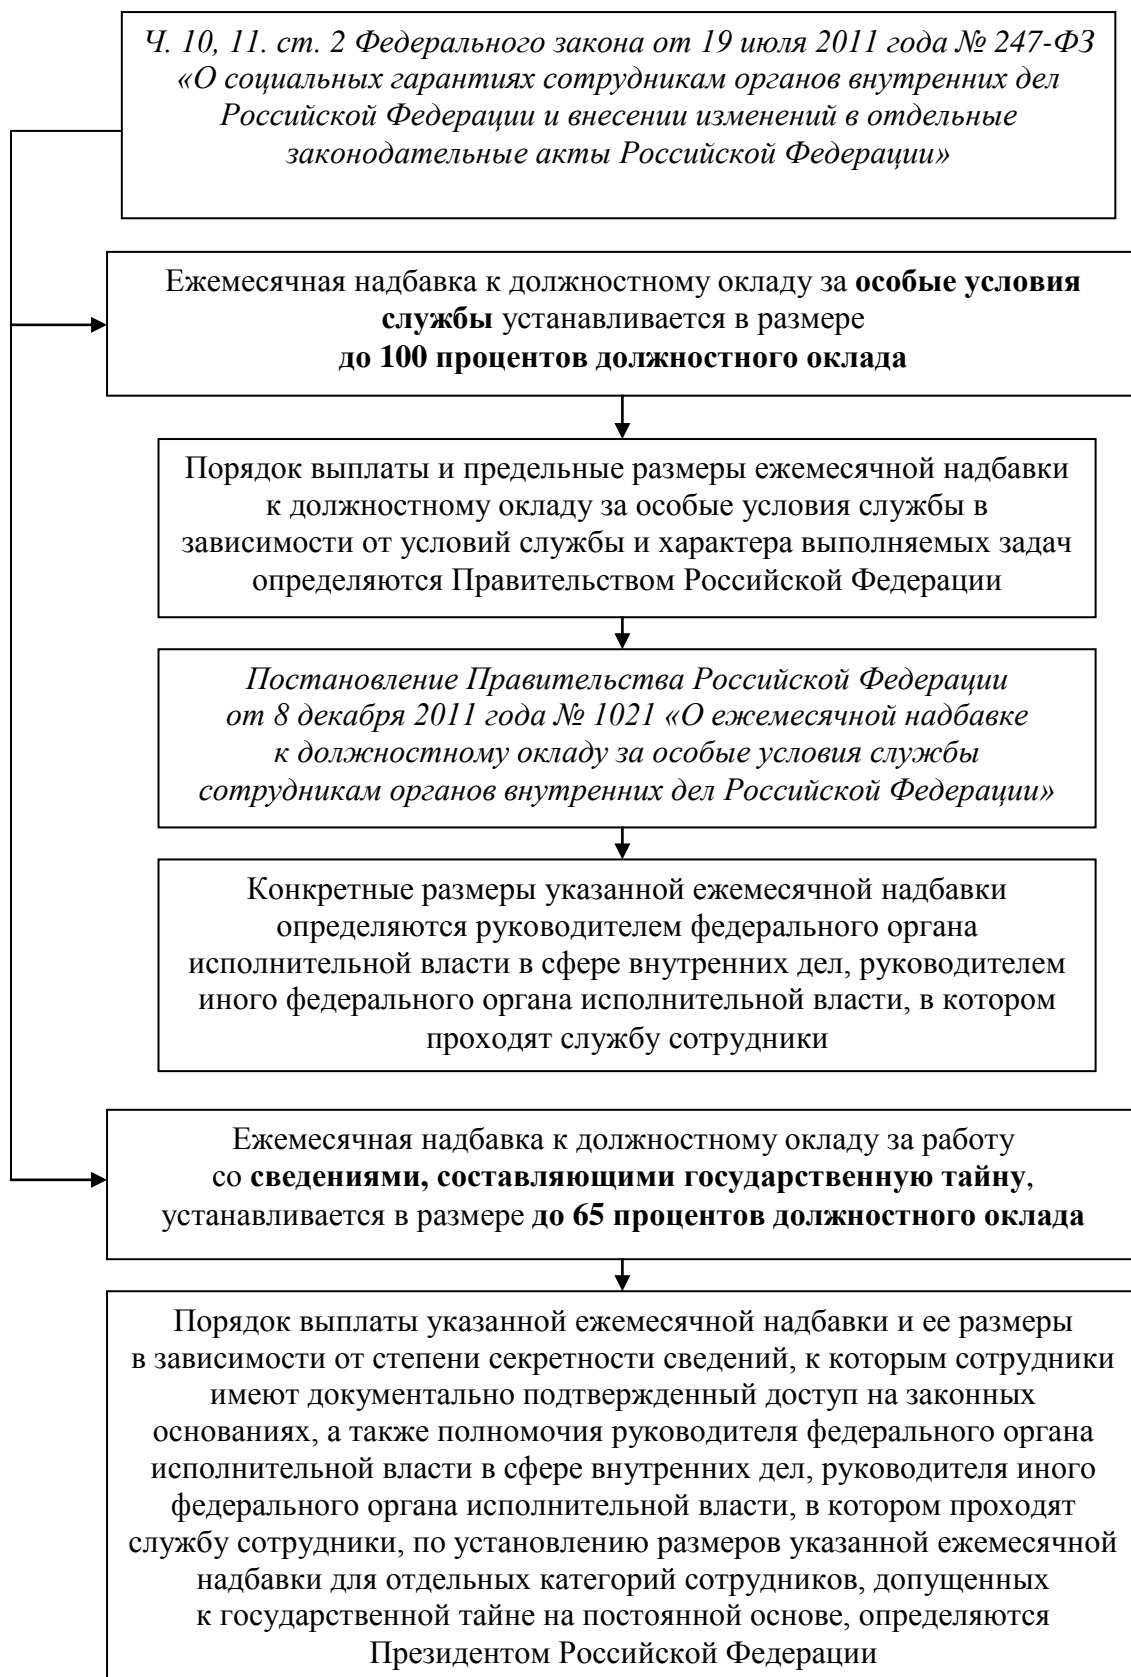 Ч. 10, 11. ст. 2 Федерального закона от 19 июля 2011 года № 247-ФЗ
«О социальных гарантиях сотрудникам органов внутренних дел
Российской Федерации и внесении изменений в отдельные
законодательные акты Российской Федерации»
Ежемесячная надбавка к должностному окладу за особые условия
службы устанавливается в размере
до 100 процентов должностного оклада
Порядок выплаты и предельные размеры ежемесячной надбавки
к должностному окладу за особые условия службы в
зависимости от условий службы и характера выполняемых задач
определяются Правительством Российской Федерации
Постановление Правительства Российской Федерации
от 8 декабря 2011 года № 1021 «О ежемесячной надбавке
к должностному окладу за особые условия службы
сотрудникам органов внутренних дел Российской Федерации»
Конкретные размеры указанной ежемесячной надбавки
определяются руководителем федерального органа
исполнительной власти в сфере внутренних дел, руководителем
иного федерального органа исполнительной власти, в котором
проходят службу сотрудники
Ежемесячная надбавка к должностному окладу за работу
со сведениями, составляющими государственную тайну,
устанавливается в размере до 65 процентов должностного оклада
Порядок выплаты указанной ежемесячной надбавки и ее размеры
в зависимости от степени секретности сведений, к которым сотрудники
имеют документально подтвержденный доступ на законных
основаниях, а также полномочия руководителя федерального органа
исполнительной власти в сфере внутренних дел, руководителя иного
федерального органа исполнительной власти, в котором проходят
службу сотрудники, по установлению размеров указанной ежемесячной
надбавки для отдельных категорий сотрудников, допущенных
к государственной тайне на постоянной основе, определяются
Президентом Российской Федерации